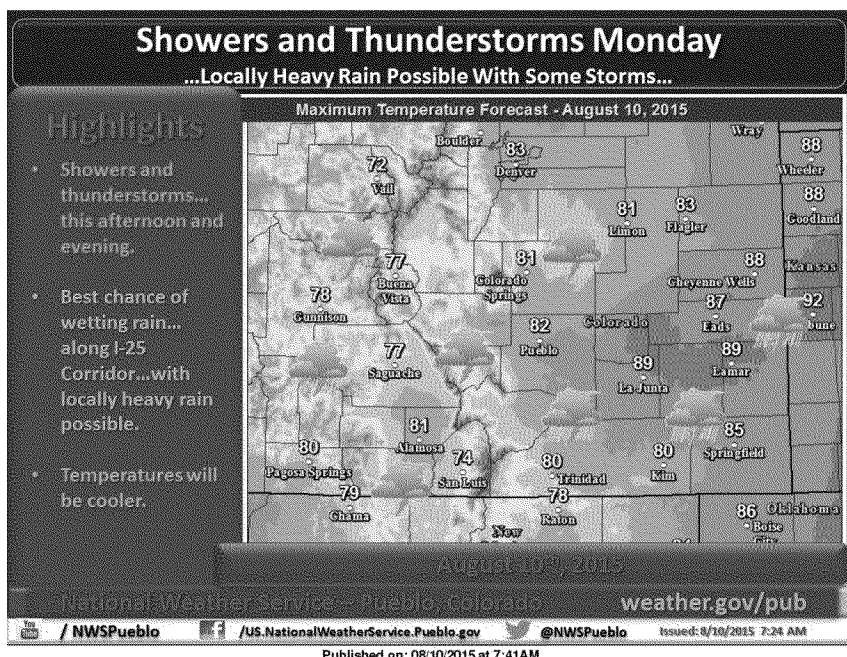 Showers and Thunderstorms Monday
...Locally Heavy Rain Possible With Some Storms...
Highlights
• Showers and
thunderstorms...
this afternoon and
evening.
• Best chance of
wetting rain...
along I-25
Corridor...with
locally heavy rain
possible.
• Temperatures will
be cooler.
Maximum Temperature Forecast - August 10, 2015
Wray
Boulder
83
Denver
88
Wheeler
72
Vail
88
Goodland
81
Limon
83
Flagler
77
Buena
Vista
81
Colorado
Springs
88
Cheyenne Wells
Kansas
78
Gunnison
87
Eads
92
bune
82
Pueblo
Colorado
77
Saguache
89
La Junta
89
Lamar
81
Alamosa
85
Springfield
80
Pagosa Springs
74
San Luis
80
Trinidad
80
Kim
79
Chama
78
Raton
86
Boise
Oklahoma
New
August 10th, 2015
National Weather Service – Pueblo, Colorado
weather.gov/pub
You
Tube
/ NWSPueblo
f
/US.NationalWeatherService.Pueblo.gov
@NWSPueblo
Issued: 8/10/2015 7:24 AM
Published on: 08/10/2015 at 7:41AM